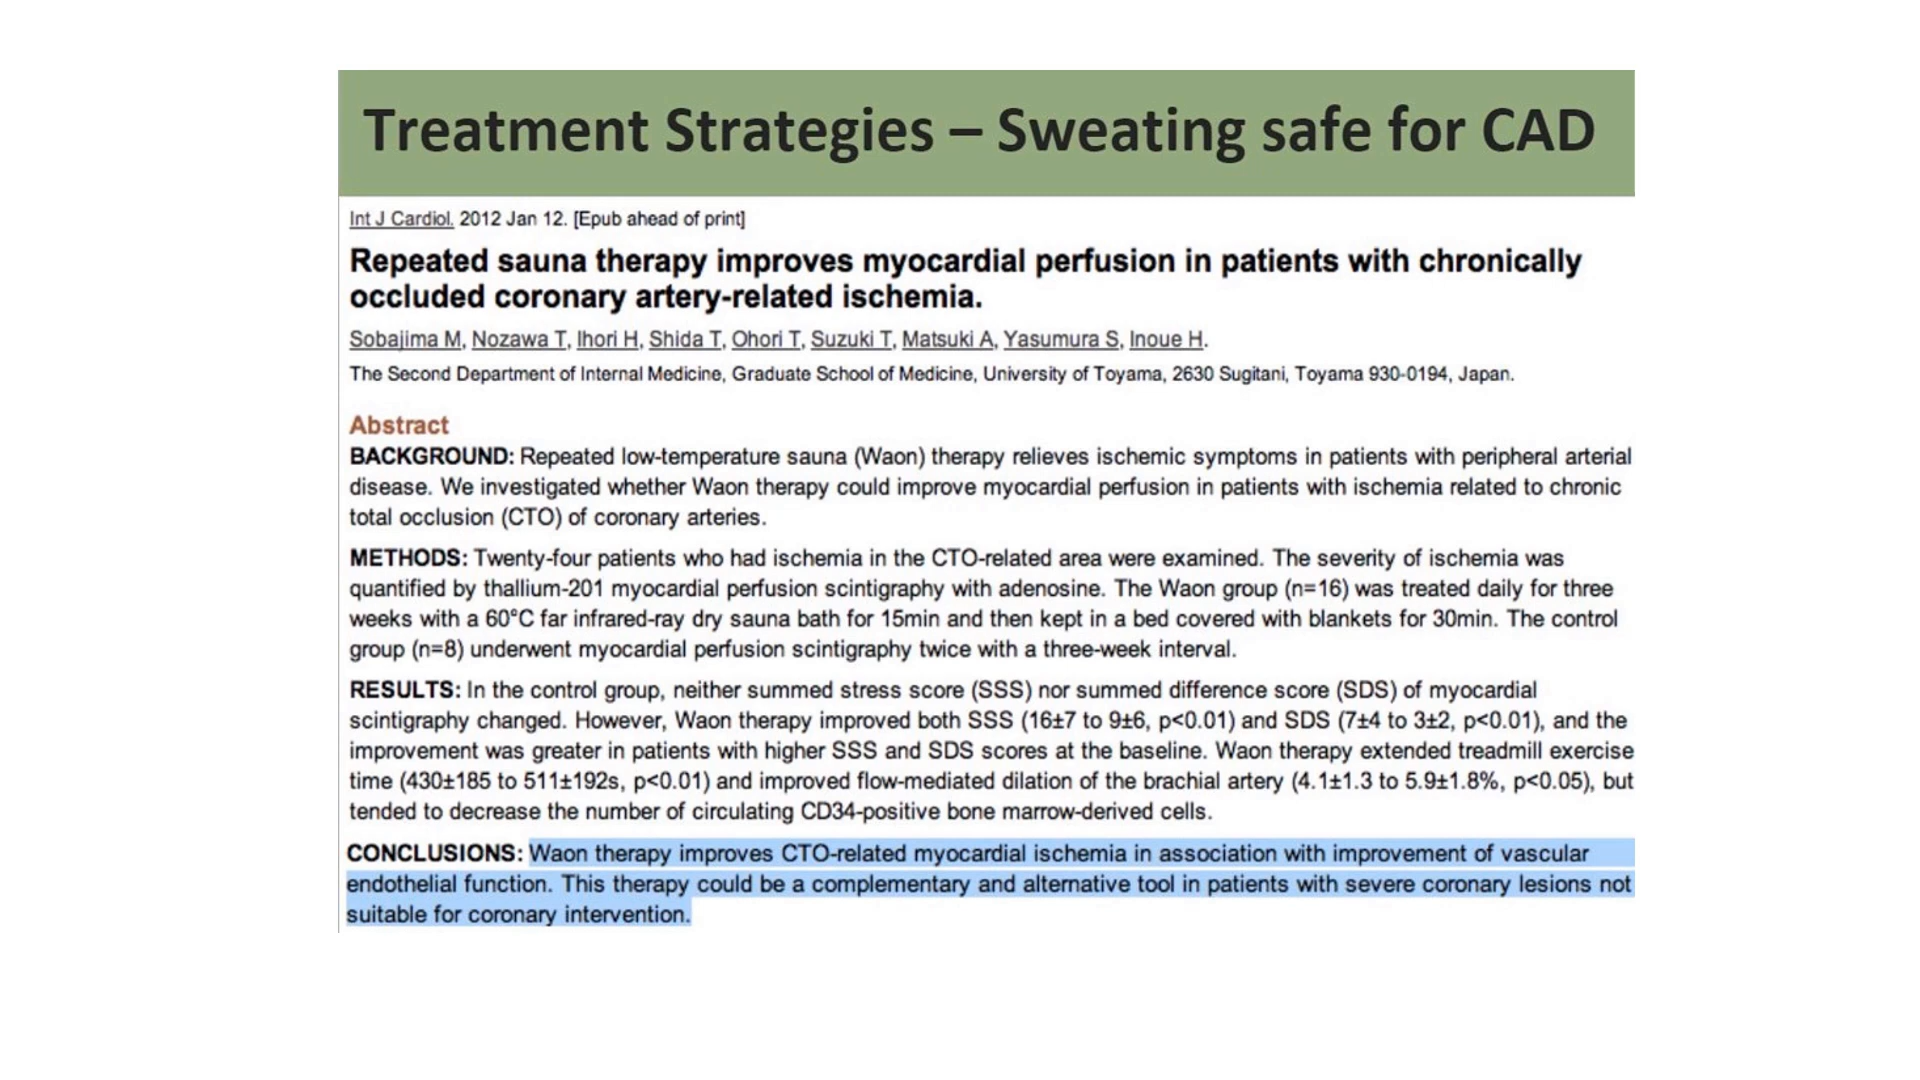 Treatment Strategies – Sweating safe for CAD
Int J Cardiol. 2012 Jan 12. [Epub ahead of print]
Repeated sauna therapy improves myocardial perfusion in patients with chronically
occluded coronary artery-related ischemia.
Sobajima M, Nozawa T, Ihori H, Shida T, Ohori T, Suzuki T, Matsuki A, Yasumura S, Inoue H.
The Second Department of Internal Medicine, Graduate School of Medicine, University of Toyama, 2630 Sugitani, Toyama 930-0194, Japan.
Abstract
BACKGROUND: Repeated low-temperature sauna (Waon) therapy relieves ischemic symptoms in patients with peripheral arterial
disease. We investigated whether Waon therapy could improve myocardial perfusion in patients with ischemia related to chronic
total occlusion (CTO) of coronary arteries.
METHODS: Twenty-four patients who had ischemia in the CTO-related area were examined. The severity of ischemia was
quantified by thallium-201 myocardial perfusion scintigraphy with adenosine. The Waon group (n=16) was treated daily for three
weeks with a 60°C far infrared-ray dry sauna bath for 15min and then kept in a bed covered with blankets for 30min. The control
group (n=8) underwent myocardial perfusion scintigraphy twice with a three-week interval.
RESULTS: In the control group, neither summed stress score (SSS) nor summed difference score (SDS) of myocardial
scintigraphy changed. However, Waon therapy improved both SSS (16±7 to 9±6, p<0.01) and SDS (7±4 to 3±2, p<0.01), and the
improvement was greater in patients with higher SSS and SDS scores at the baseline. Waon therapy extended treadmill exercise
time (430±185 to 511±192s, p<0.01) and improved flow-mediated dilation of the brachial artery (4.1±1.3 to 5.9±1.8%, p<0.05), but
tended to decrease the number of circulating CD34-positive bone marrow-derived cells.
CONCLUSIONS: Waon therapy improves CTO-related myocardial ischemia in association with improvement of vascular
endothelial function. This therapy could be a complementary and alternative tool in patients with severe coronary lesions not
suitable for coronary intervention.